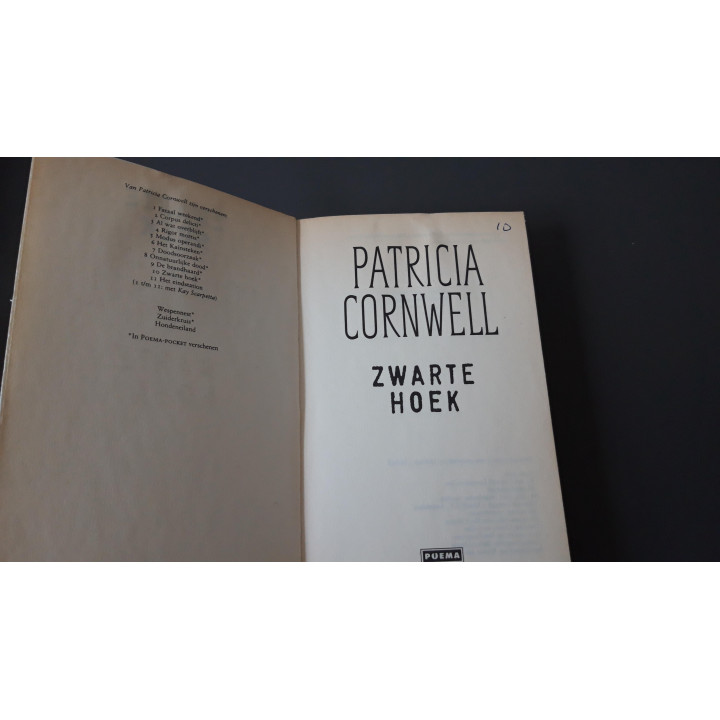 Van Patricia Cornwell zijn verschenen:
1 Fataal weekend*
2 Corpus delicti*
3 Al wat overblijft*
4 Rigor mortis*
5 Modus operandi*
6 Het Kaïnsteken*
7 Doodsoorzaak*
8 Onnatuurlijke dood*
9 De brandhaard*
10 Zwarte hoek*
11 Het eindstation
(1 t/m 11: met Kay Scarpetta)
Wespennest*
Zuiderkruis*
Hondeneiland
*In POEMA-POCKET verschenen
10
PATRICIA
CORNWELL
ZWARTE
HOEK
POEMA